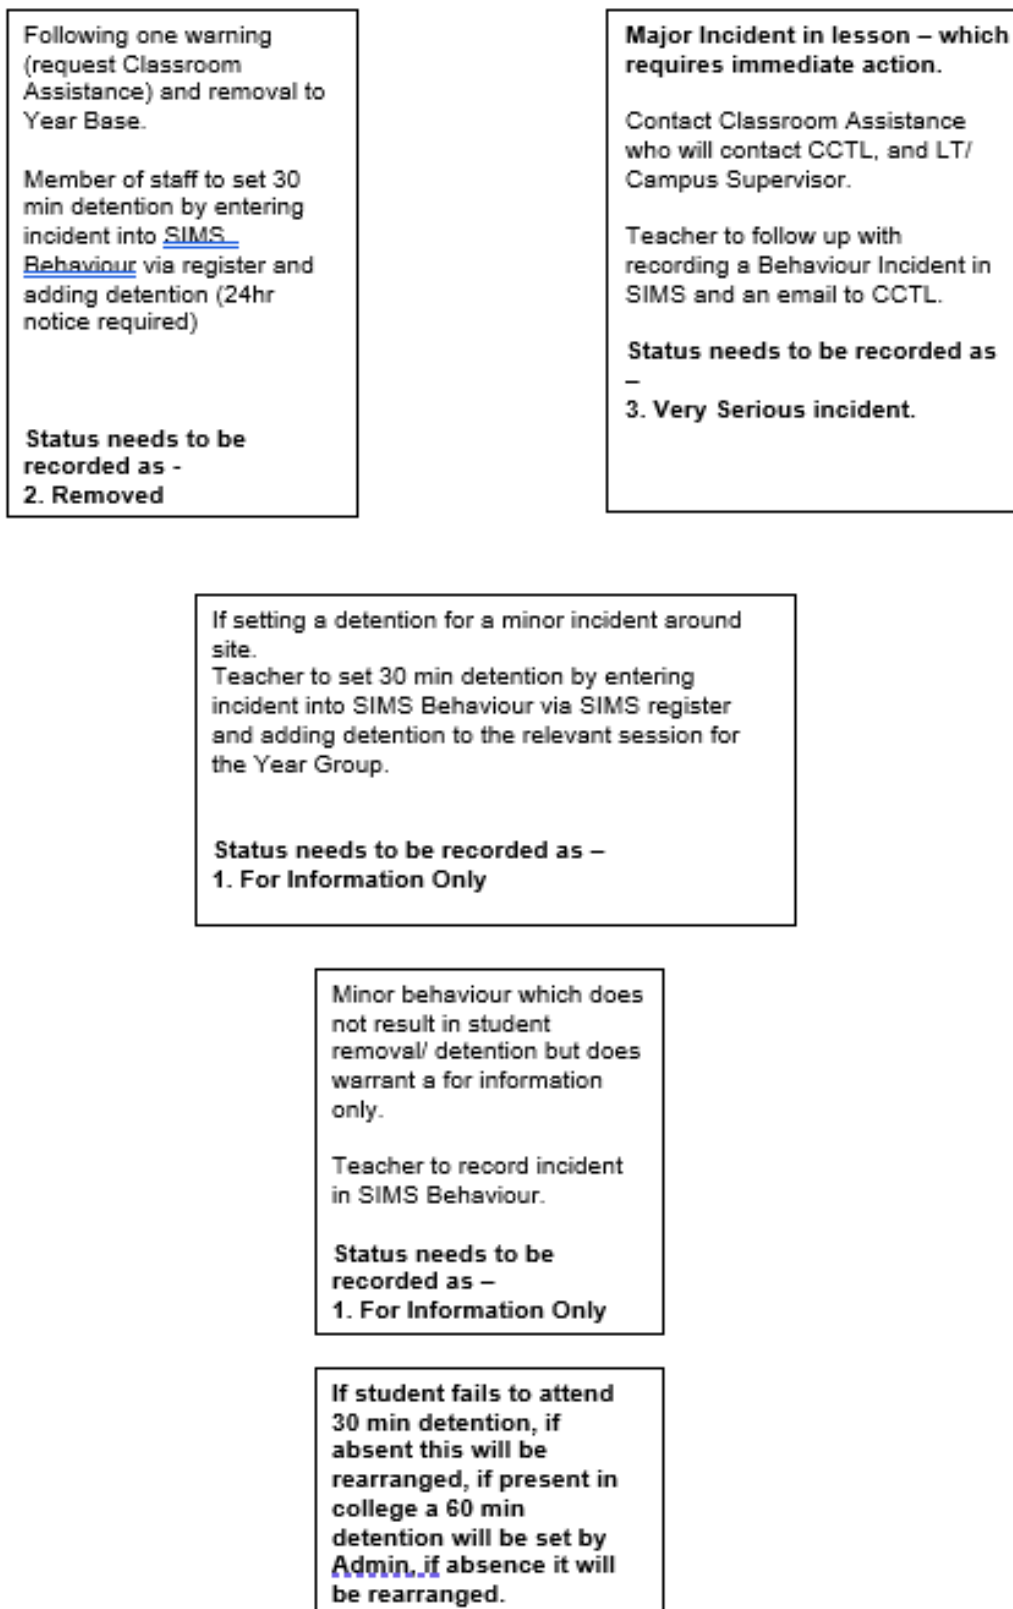 Following one warning
(request Classroom
Assistance) and removal to
Year Base.
Member of staff to set 30
min detention by entering
incident into SIMS
Behaviour via register and
adding detention (24hr
notice required)
Status needs to be
recorded as -
2. Removed
Major Incident in lesson – which
requires immediate action.
Contact Classroom Assistance
who will contact CCTL, and LT/
Campus Supervisor.
Teacher to follow up with
recording a Behaviour Incident in
SIMS and an email to CCTL.
Status needs to be recorded as
–
3. Very Serious incident.
If setting a detention for a minor incident around
site.
Teacher to set 30 min detention by entering
incident into SIMS Behaviour via SIMS register
and adding detention to the relevant session for
the Year Group.
Status needs to be recorded as –
1. For Information Only
Minor behaviour which does
not result in student
removal/ detention but does
warrant a for information
only.
Teacher to record incident
in SIMS Behaviour.
Status needs to be
recorded as –
1. For Information Only
If student fails to attend
30 min detention, if
absent this will be
rearranged, if present in
college a 60 min
detention will be set by
Admin, if absence it will
be rearranged.